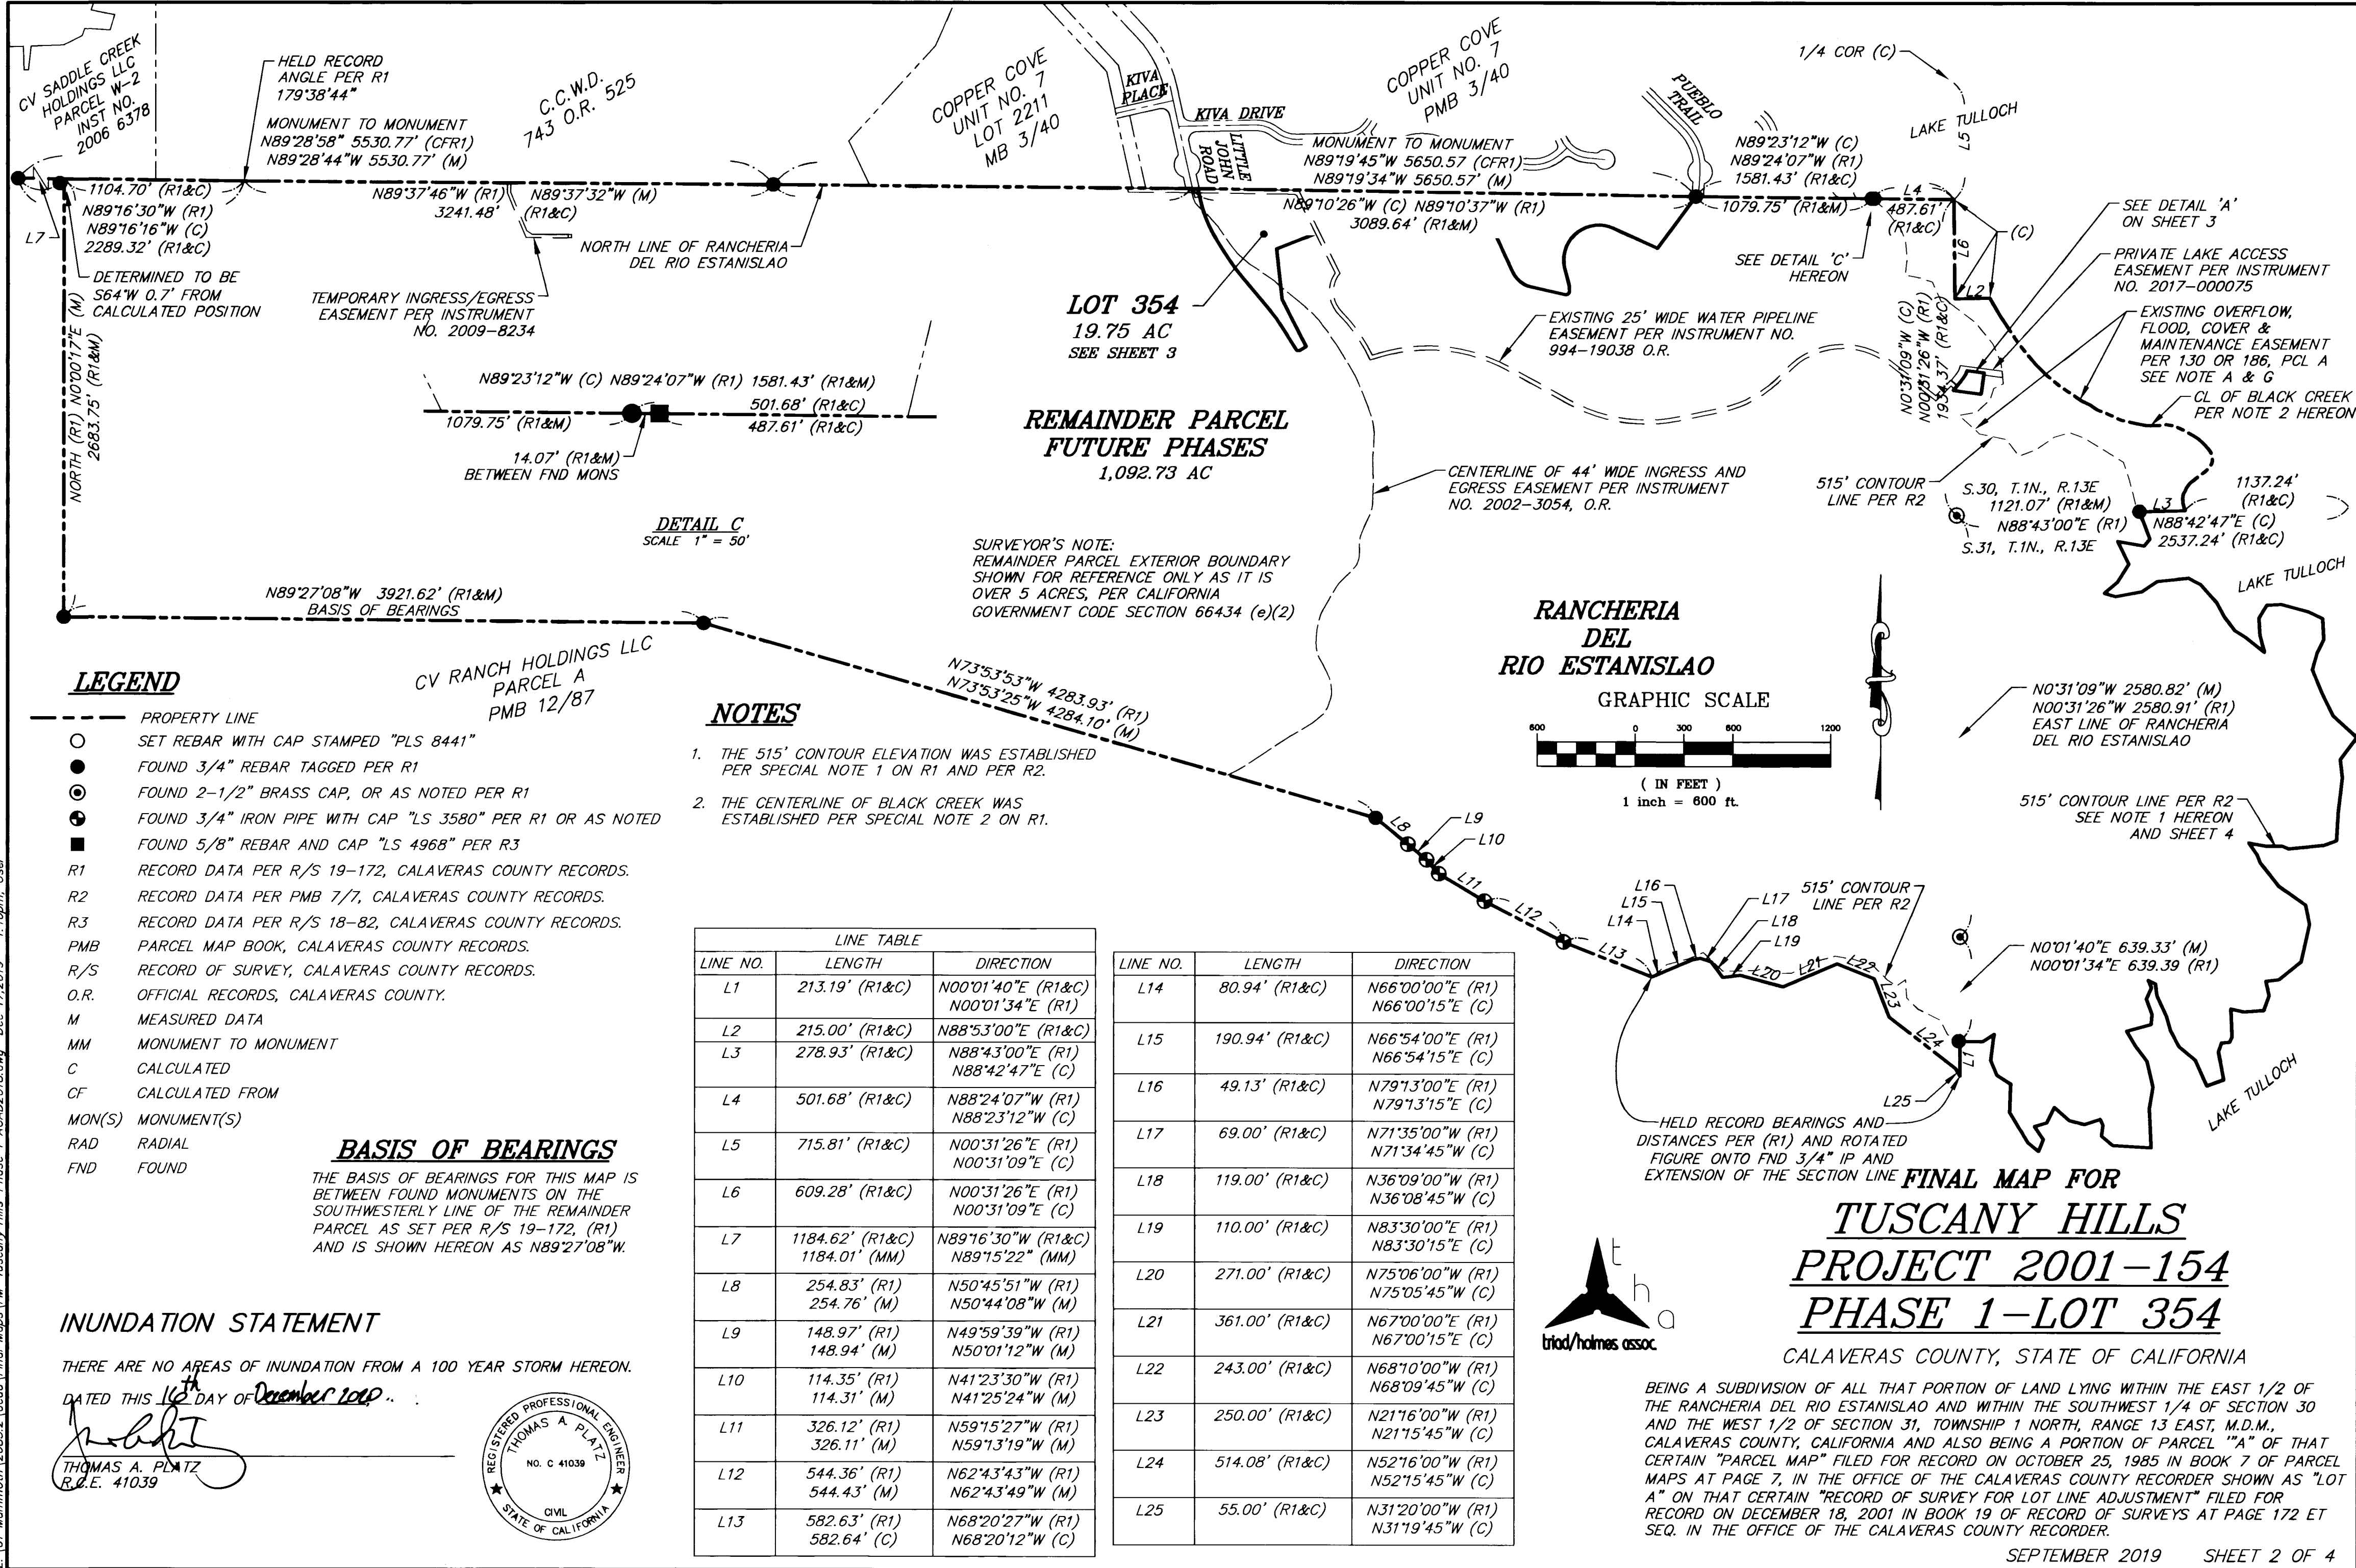 CV SADDLE CREEK
HOLDINGS LLC
PARCEL W-2
INST NO.
2006 6378
HELD RECORD
ANGLE PER R1
179°38'44"
C.C.W.D.
743 O.R. 525
MONUMENT TO MONUMENT
N89°28'58" 5530.77' (CFR1)
N89°28'44"W 5530.77' (M)
COPPER COVE
UNIT NO. 7
LOT 2211
MB 3/40
KIVA
PLACE
KIVA DRIVE
LITTLE
JOHN
ROAD
COPPER COVE
UNIT NO. 7
PMB 3/40
MONUMENT TO MONUMENT
N89°19'45"W 5650.57 (CFR1)
N89°19'34"W 5650.57' (M)
PUEBLO
TRAIL
1/4 COR (C)
LAKE TULLOCH
L5
N89°23'12"W (C)
N89°24'07"W (R1)
1581.43' (R1&C)
L7
1104.70' (R1&C)
N89°16'30"W (R1)
N89°16'16"W (C)
2289.32' (R1&C)
DETERMINED TO BE
S64°W 0.7' FROM
CALCULATED POSITION
NORTH (R1) N0°00'17"E (M)
2683.75' (R1&M)
N89°37'46"W (R1)
3241.48'
N89°37'32"W (M)
(R1&C)
NORTH LINE OF RANCHERIA
DEL RIO ESTANISLAO
TEMPORARY INGRESS/EGRESS
EASEMENT PER INSTRUMENT
NO. 2009-8234
N89°10'26"W (C) N89°10'37"W (R1)
3089.64' (R1&M)
1079.75' (R1&M)
L4
487.61'
(R1&C)
L6
(C)
L2
SEE DETAIL 'A'
ON SHEET 3
SEE DETAIL 'C'
HEREON
PRIVATE LAKE ACCESS
EASEMENT PER INSTRUMENT
NO. 2017-000075
N0°31'09"W (C)
N00°31'26"W (R1)
1934.37' (R1&C)
EXISTING OVERFLOW,
FLOOD, COVER &
MAINTENANCE EASEMENT
PER 130 OR 186, PCL A
SEE NOTE A & G
CL OF BLACK CREEK
PER NOTE 2 HEREON
LOT 354
19.75 AC
SEE SHEET 3
EXISTING 25' WIDE WATER PIPELINE
EASEMENT PER INSTRUMENT NO.
994-19038 O.R.
N89°23'12"W (C) N89°24'07"W (R1) 1581.43' (R1&M)
501.68' (R1&C)
1079.75' (R1&M)
487.61' (R1&C)
14.07' (R1&M)
BETWEEN FND MONS
DETAIL C
SCALE 1" = 50'
REMAINDER PARCEL
FUTURE PHASES
1,092.73 AC
CENTERLINE OF 44' WIDE INGRESS AND
EGRESS EASEMENT PER INSTRUMENT
NO. 2002-3054, O.R.
515' CONTOUR
LINE PER R2
S.30, T.1N., R.13E
1121.07' (R1&M)
N88°43'00"E (R1)
S.31, T.1N., R.13E
L3
1137.24'
(R1&C)
N88°42'47"E (C)
2537.24' (R1&C)
LAKE TULLOCH
SURVEYOR'S NOTE:
REMAINDER PARCEL EXTERIOR BOUNDARY
SHOWN FOR REFERENCE ONLY AS IT IS
OVER 5 ACRES, PER CALIFORNIA
GOVERNMENT CODE SECTION 66434 (e)(2)
N89°27'08"W 3921.62' (R1&M)
BASIS OF BEARINGS
CV RANCH HOLDINGS LLC
PARCEL A
PMB 12/87
N73°53'53"W 4283.93' (R1)
N73°53'25"W 4284.10' (M)
RANCHERIA
DEL
RIO ESTANISLAO
GRAPHIC SCALE
600 0 300 600 1200
( IN FEET )
1 inch = 600 ft.
N0°31'09"W 2580.82' (M)
N00°31'26"W 2580.91' (R1)
EAST LINE OF RANCHERIA
DEL RIO ESTANISLAO
515' CONTOUR LINE PER R2
SEE NOTE 1 HEREON
AND SHEET 4
LEGEND
PROPERTY LINE
SET REBAR WITH CAP STAMPED "PLS 8441"
FOUND 3/4" REBAR TAGGED PER R1
FOUND 2-1/2" BRASS CAP, OR AS NOTED PER R1
FOUND 3/4" IRON PIPE WITH CAP "LS 3580" PER R1 OR AS NOTED
FOUND 5/8" REBAR AND CAP "LS 4968" PER R3
R1 RECORD DATA PER R/S 19-172, CALAVERAS COUNTY RECORDS.
R2 RECORD DATA PER PMB 7/7, CALAVERAS COUNTY RECORDS.
R3 RECORD DATA PER R/S 18-82, CALAVERAS COUNTY RECORDS.
PMB PARCEL MAP BOOK, CALAVERAS COUNTY RECORDS.
R/S RECORD OF SURVEY, CALAVERAS COUNTY RECORDS.
O.R. OFFICIAL RECORDS, CALAVERAS COUNTY.
M MEASURED DATA
MM MONUMENT TO MONUMENT
C CALCULATED
CF CALCULATED FROM
MON(S) MONUMENT(S)
RAD RADIAL
FND FOUND
NOTES
1. THE 515' CONTOUR ELEVATION WAS ESTABLISHED
PER SPECIAL NOTE 1 ON R1 AND PER R2.
2. THE CENTERLINE OF BLACK CREEK WAS
ESTABLISHED PER SPECIAL NOTE 2 ON R1.
L8
L9
L10
L11
L12
L13
L16
L15
L14
L17
L18
L19
515' CONTOUR
LINE PER R2
L20
L21
L22
L23
L24
L7
L25
N0°01'40"E 639.33' (M)
N00°01'34"E 639.39 (R1)
LAKE TULLOCH
HELD RECORD BEARINGS AND
DISTANCES PER (R1) AND ROTATED
FIGURE ONTO FND 3/4" IP AND
EXTENSION OF THE SECTION LINE
BASIS OF BEARINGS
THE BASIS OF BEARINGS FOR THIS MAP IS
BETWEEN FOUND MONUMENTS ON THE
SOUTHWESTERLY LINE OF THE REMAINDER
PARCEL AS SET PER R/S 19-172, (R1)
AND IS SHOWN HEREON AS N89°27'08"W.
INUNDATION STATEMENT
THERE ARE NO AREAS OF INUNDATION FROM A 100 YEAR STORM HEREON.
DATED THIS 16th DAY OF December 2020
THOMAS A. PLATZ
R.C.E. 41039
REGISTERED PROFESSIONAL ENGINEER
THOMAS A. PLATZ
NO. C 41039
CIVIL
STATE OF CALIFORNIA
LINE TABLE
LINE NO. LENGTH DIRECTION
L1 213.19' (R1&C) N00°01'40"E (R1&C)
N00°01'34"E (R1)
L2 215.00' (R1&C) N88°53'00"E (R1&C)
L3 278.93' (R1&C) N88°43'00"E (R1)
N88°42'47"E (C)
L4 501.68' (R1&C) N88°24'07"W (R1)
N88°23'12"W (C)
L5 715.81' (R1&C) N00°31'26"E (R1)
N00°31'09"E (C)
L6 609.28' (R1&C) N00°31'26"E (R1)
N00°31'09"E (C)
L7 1184.62' (R1&C) N89°16'30"W (R1&C)
1184.01' (MM) N89°15'22" (MM)
L8 254.83' (R1) N50°45'51"W (R1)
254.76' (M) N50°44'08"W (M)
L9 148.97' (R1) N49°59'39"W (R1)
148.94' (M) N50°01'12"W (M)
L10 114.35' (R1) N41°23'30"W (R1)
114.31' (M) N41°25'24"W (M)
L11 326.12' (R1) N59°15'27"W (R1)
326.11' (M) N59°13'19"W (M)
L12 544.36' (R1) N62°43'43"W (R1)
544.43' (M) N62°43'49"W (M)
L13 582.63' (R1) N68°20'27"W (R1)
582.64' (C) N68°20'12"W (C)
LINE NO. LENGTH DIRECTION
L14 80.94' (R1&C) N66°00'00"E (R1)
N66°00'15"E (C)
L15 190.94' (R1&C) N66°54'00"E (R1)
N66°54'15"E (C)
L16 49.13' (R1&C) N79°13'00"E (R1)
N79°13'15"E (C)
L17 69.00' (R1&C) N71°35'00"W (R1)
N71°34'45"W (C)
L18 119.00' (R1&C) N36°09'00"W (R1)
N36°08'45"W (C)
L19 110.00' (R1&C) N83°30'00"E (R1)
N83°30'15"E (C)
L20 271.00' (R1&C) N75°06'00"W (R1)
N75°05'45"W (C)
L21 361.00' (R1&C) N67°00'00"E (R1)
N67°00'15"E (C)
L22 243.00' (R1&C) N68°10'00"W (R1)
N68°09'45"W (C)
L23 250.00' (R1&C) N21°16'00"W (R1)
N21°15'45"W (C)
L24 514.08' (R1&C) N52°16'00"W (R1)
N52°15'45"W (C)
L25 55.00' (R1&C) N31°20'00"W (R1)
N31°19'45"W (C)
t h a
triad/holmes assoc.
FINAL MAP FOR
TUSCANY HILLS
PROJECT 2001-154
PHASE 1-LOT 354
CALAVERAS COUNTY, STATE OF CALIFORNIA
BEING A SUBDIVISION OF ALL THAT PORTION OF LAND LYING WITHIN THE EAST 1/2 OF
THE RANCHERIA DEL RIO ESTANISLAO AND WITHIN THE SOUTHWEST 1/4 OF SECTION 30
AND THE WEST 1/2 OF SECTION 31, TOWNSHIP 1 NORTH, RANGE 13 EAST, M.D.M.,
CALAVERAS COUNTY, CALIFORNIA AND ALSO BEING A PORTION OF PARCEL '"A" OF THAT
CERTAIN "PARCEL MAP" FILED FOR RECORD ON OCTOBER 25, 1985 IN BOOK 7 OF PARCEL
MAPS AT PAGE 7, IN THE OFFICE OF THE CALAVERAS COUNTY RECORDER SHOWN AS "LOT
A" ON THAT CERTAIN "RECORD OF SURVEY FOR LOT LINE ADJUSTMENT" FILED FOR
RECORD ON DECEMBER 18, 2001 IN BOOK 19 OF RECORD OF SURVEYS AT PAGE 172 ET
SEQ. IN THE OFFICE OF THE CALAVERAS COUNTY RECORDER.
SEPTEMBER 2019 SHEET 2 OF 4